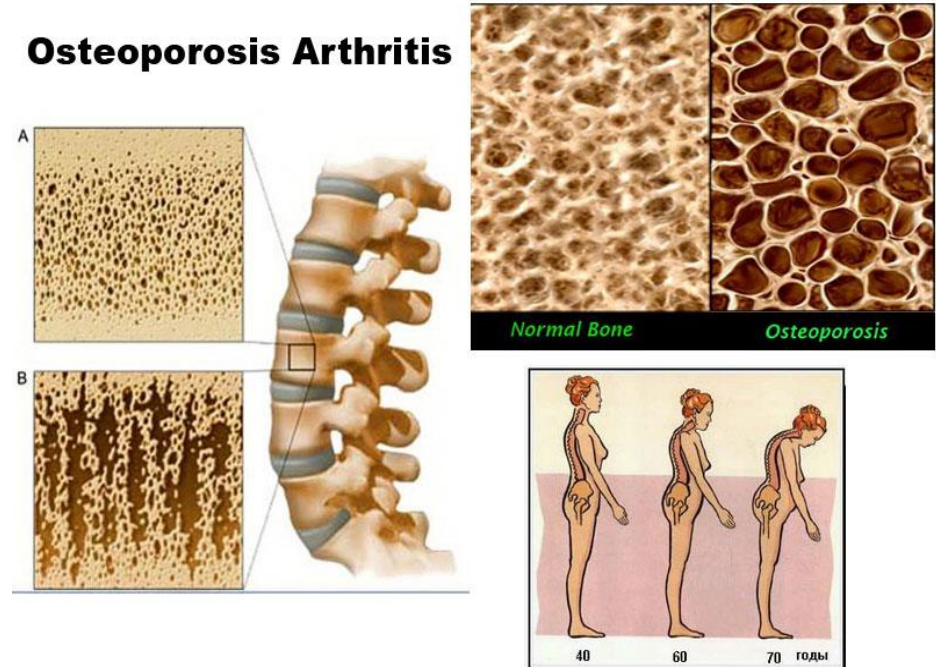 Osteoporosis Arthritis
A
B
Normal Bone Osteoporosis
40 60 70 годы